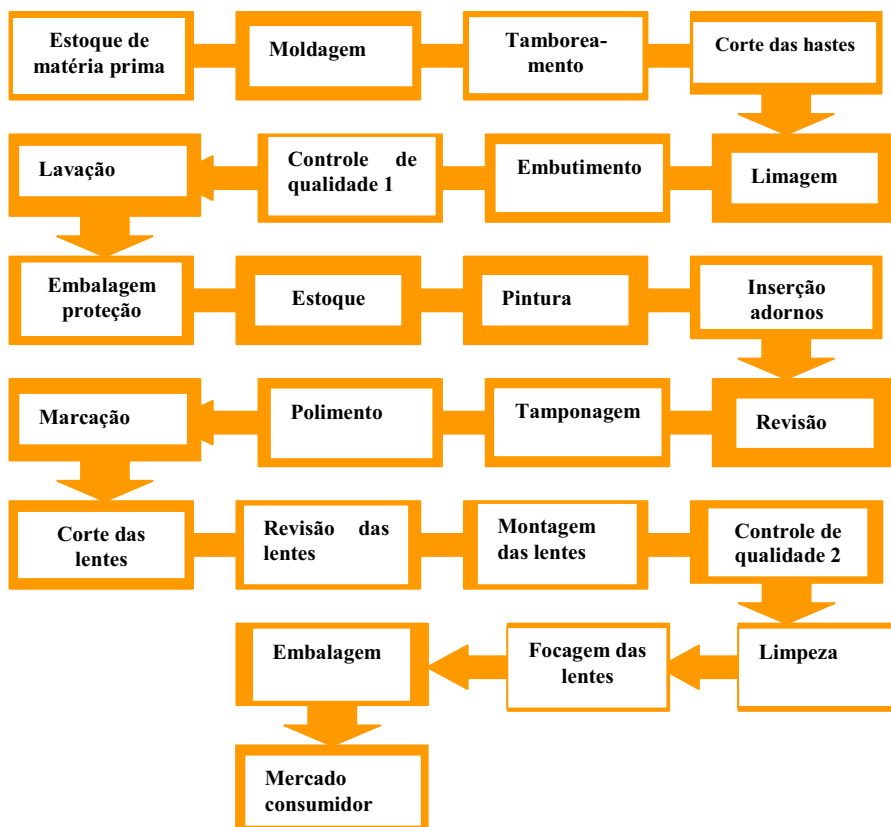 Estoque de
matéria prima
Moldagem
Tamborea-
mento
Corte das hastes
Lavação
Controle de
qualidade 1
Embutimento
Limagem
Embalagem
proteção
Estoque
Pintura
Inserção
adornos
Marcação
Polimento
Tamponagem
Revisão
Corte das
lentes
Revisão das
lentes
Montagem
das lentes
Controle de
qualidade 2
Embalagem
Focagem das
lentes
Limpeza
Mercado
consumidor